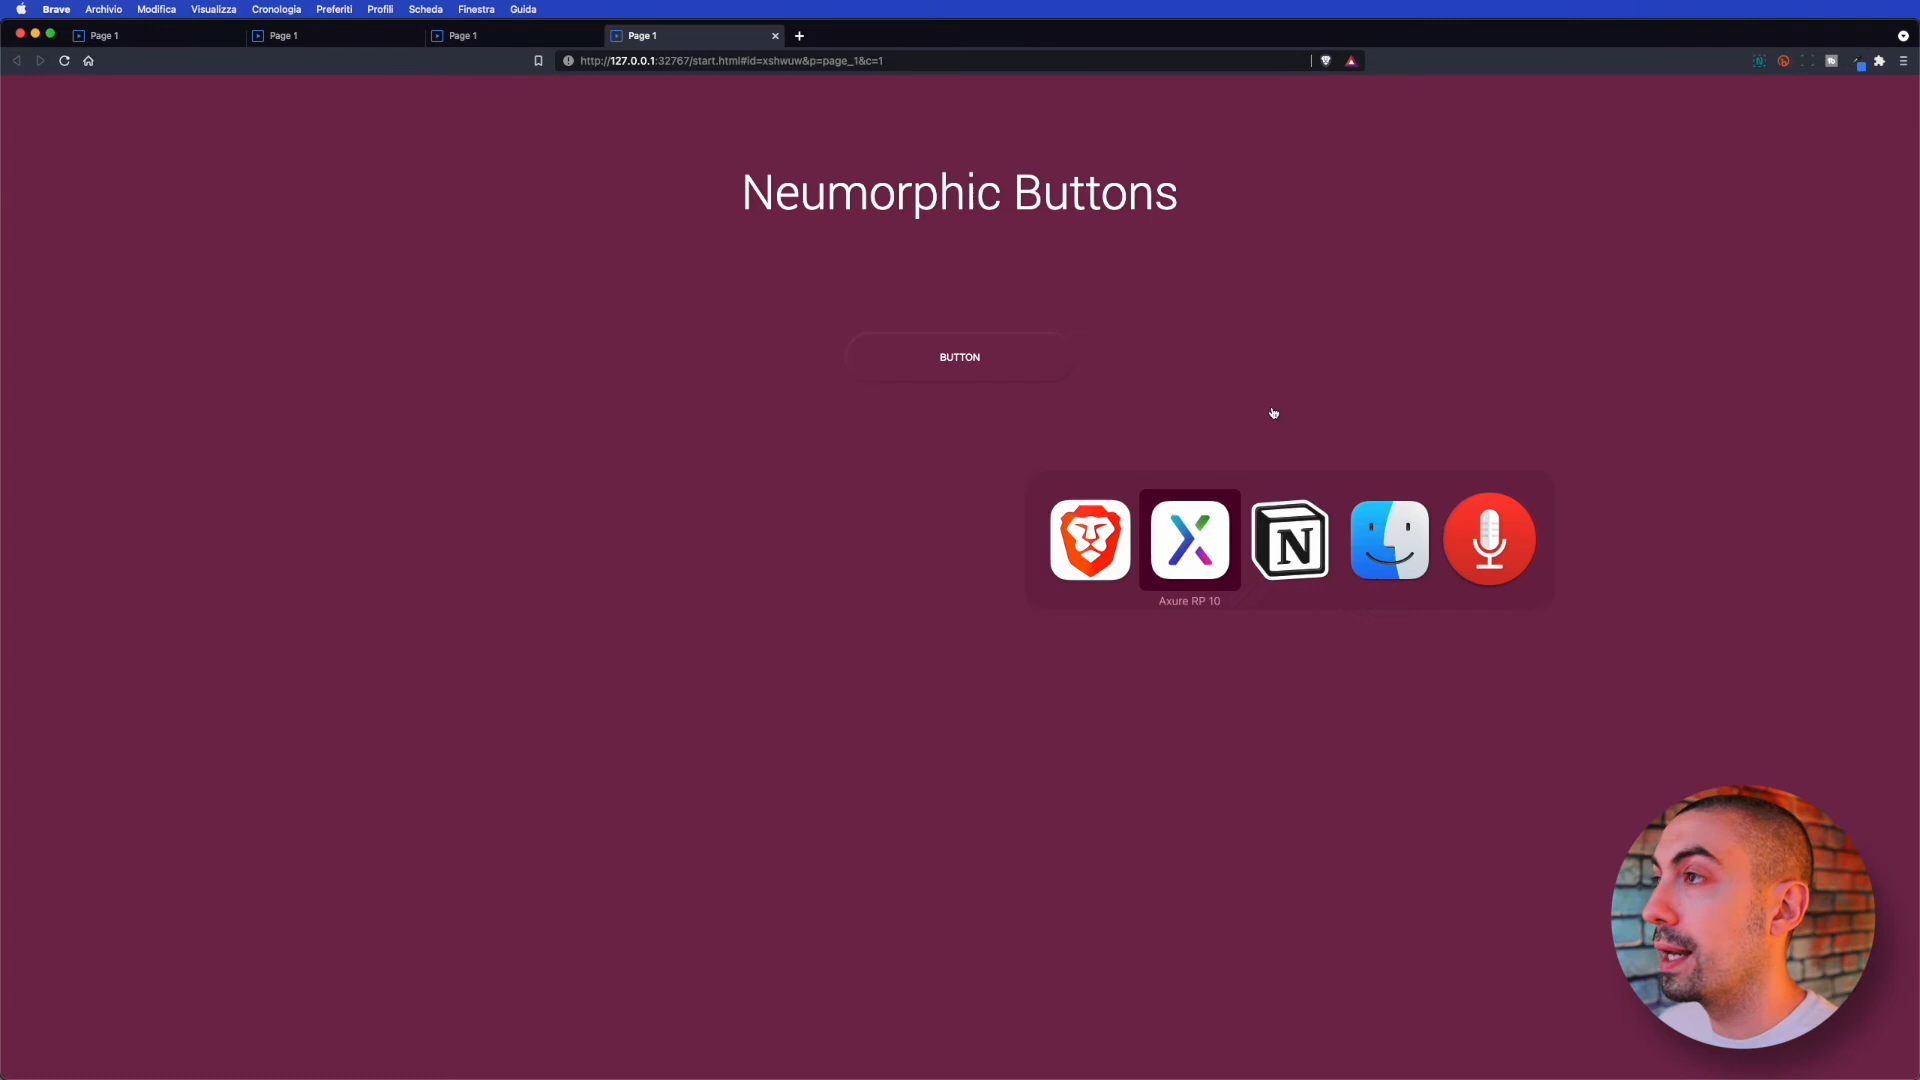 Brave Archivio Modifica Visualizza Cronologia Preferiti Profili Scheda Finestra Guida
Page 1 Page 1 Page 1 Page 1
http://127.0.0.1:32767/start.html#id=xshwuw&p=page_1&c=1
Neumorphic Buttons
BUTTON
N
Axure RP 10